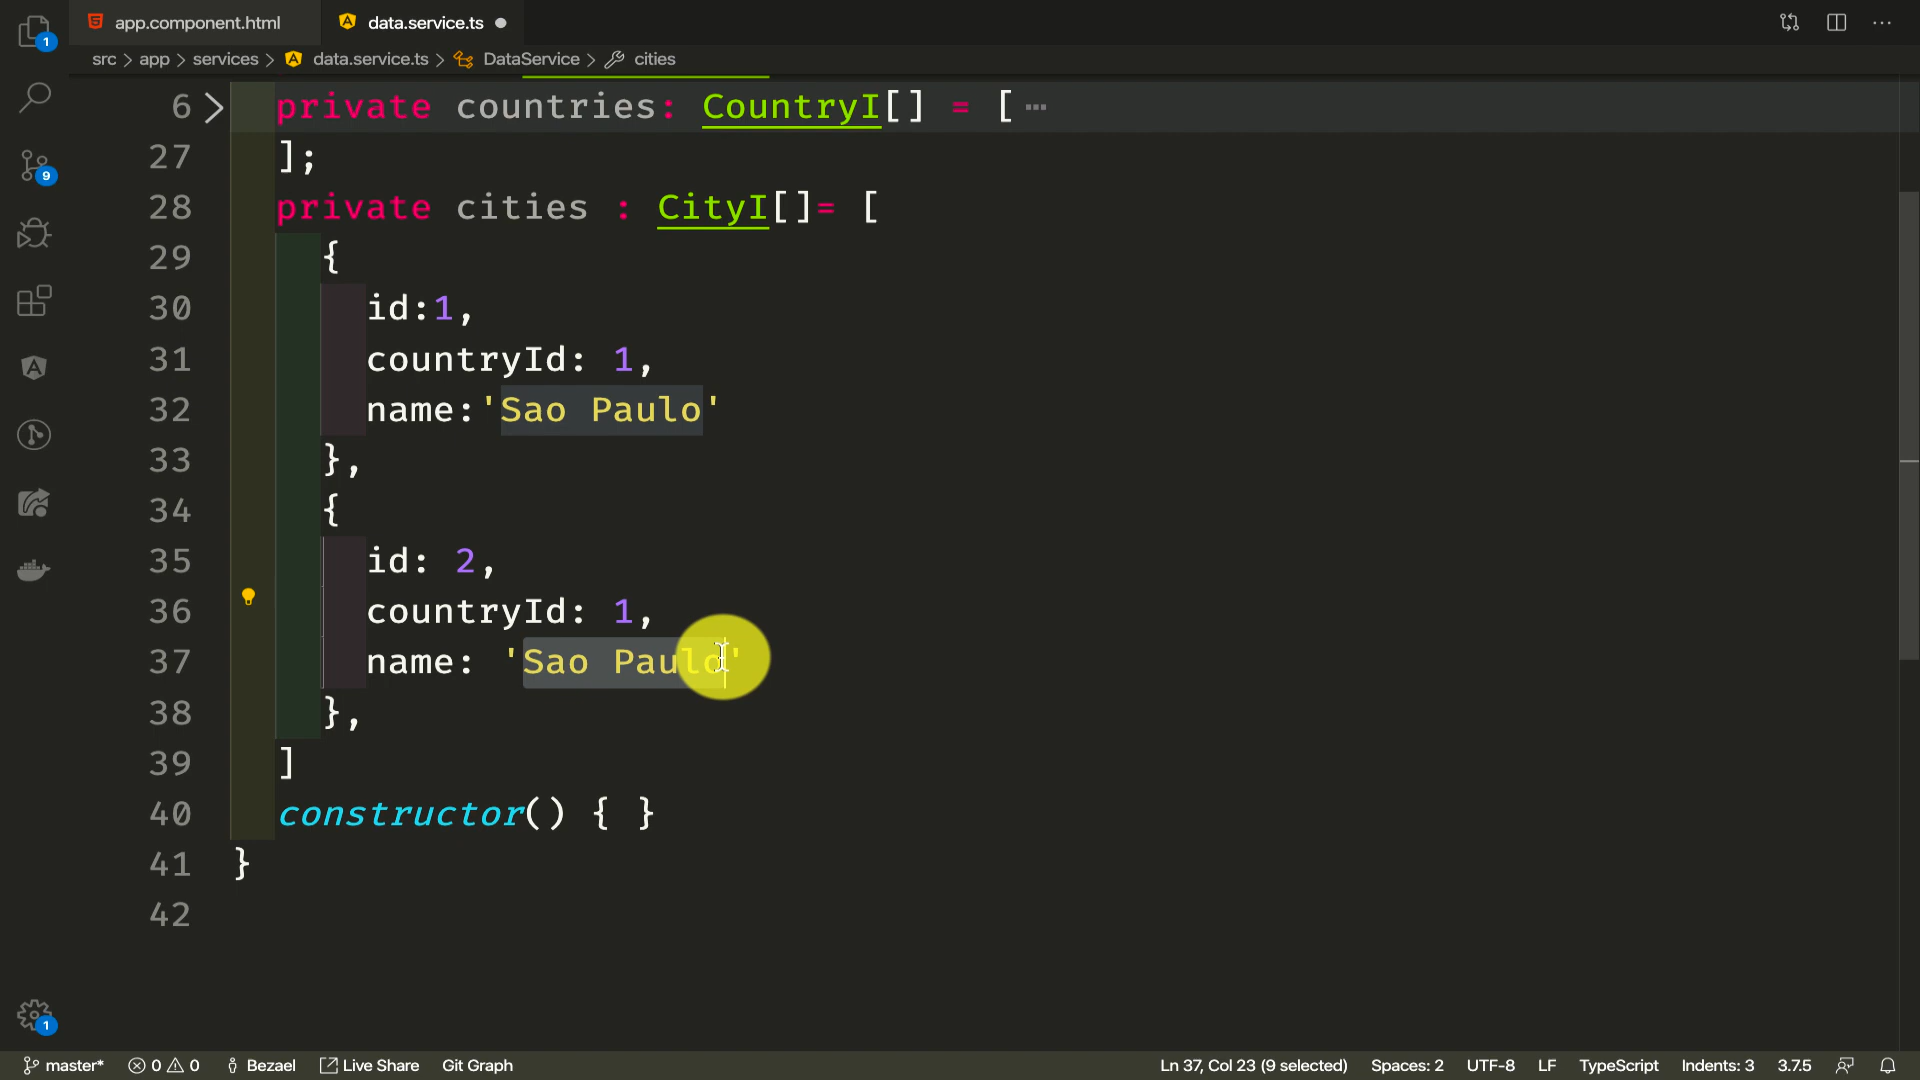 app.component.html data.service.ts
src > app > services > data.service.ts > DataService > cities
6 private countries: CountryI[] = [ ···
27 ];
28 private cities : CityI[]= [
29 {
30 id:1,
31 countryId: 1,
32 name:'Sao Paulo'
33 },
34 {
35 id: 2,
36 countryId: 1,
37 name: 'Sao Paulo'
38 },
39 ]
40 constructor() { }
41 }
42
1
9
1
master* 0 0 Bezael Live Share Git Graph Ln 37, Col 23 (9 selected) Spaces: 2 UTF-8 LF TypeScript Indents: 3 3.7.5